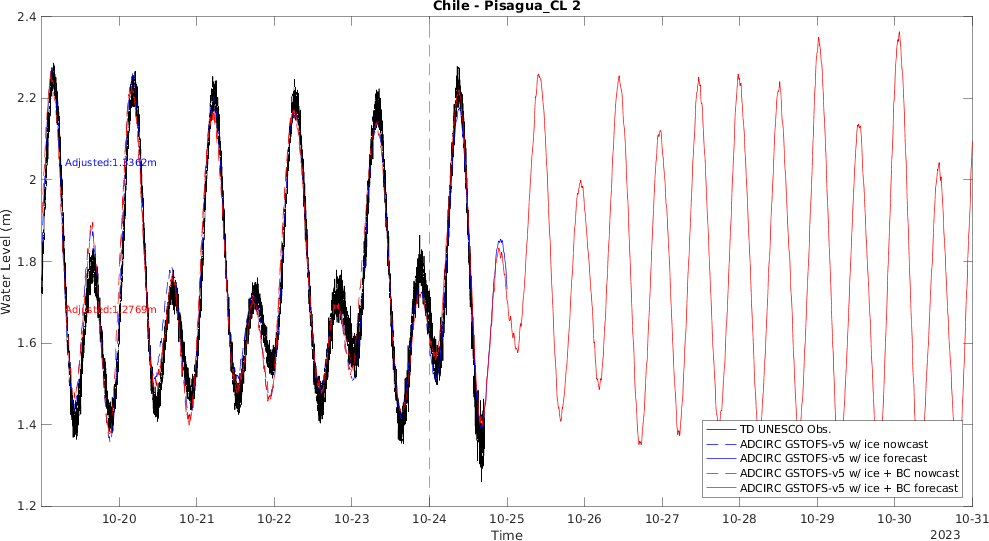 Chile - Pisagua_CL 2
2.4
2.2
2
1.8
1.6
1.4
1.2
Water Level (m)
Adjusted:1.3362m
Adjusted:1.2769m
TD UNESCO Obs.
ADCIRC GSTOFS-v5 w/ ice nowcast
ADCIRC GSTOFS-v5 w/ ice forecast
ADCIRC GSTOFS-v5 w/ ice + BC nowcast
ADCIRC GSTOFS-v5 w/ ice + BC forecast
10-20 10-21 10-22 10-23 10-24 10-25 10-26 10-27 10-28 10-29 10-30 10-31
Time
2023